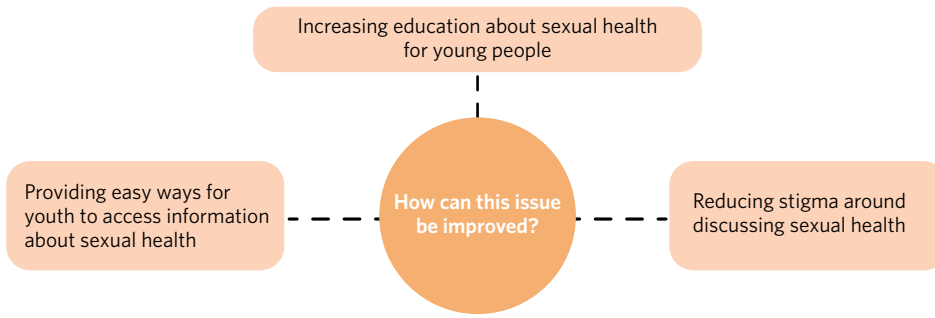 Increasing education about sexual health
for young people
Providing easy ways for
youth to access information
about sexual health
How can this issue
be improved?
Reducing stigma around
discussing sexual health